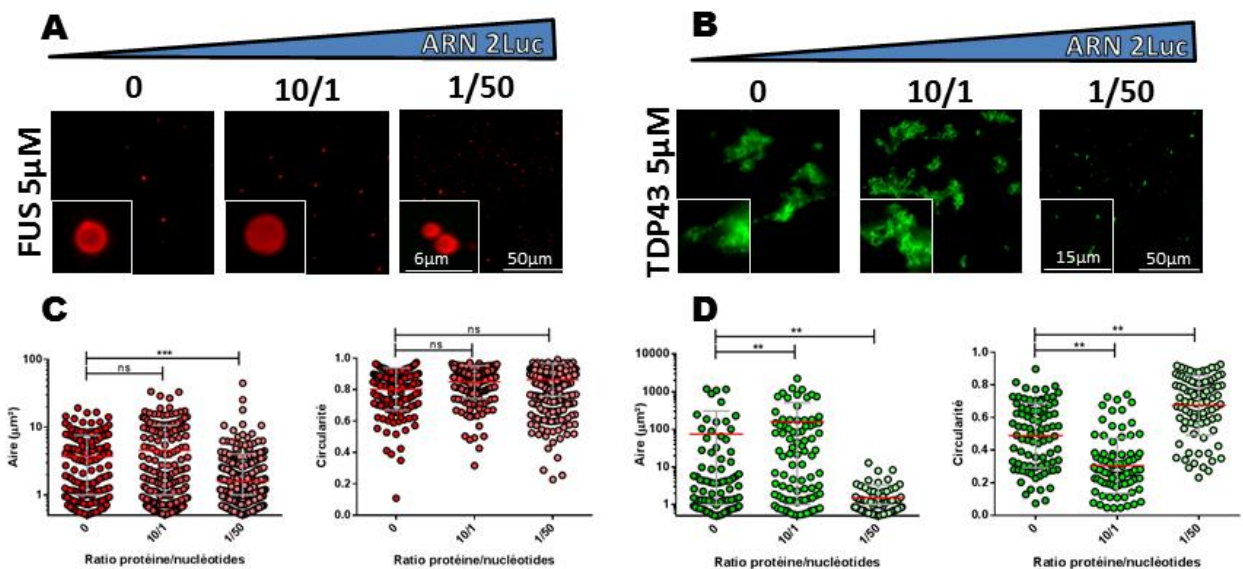 A
ARN 2Luc
0 10/1 1/50
FUS 5µM
6µm
50µm
B
ARN 2Luc
0 10/1 1/50
TDP43 5µM
15µm
50µm
C
***
ns
Aire (µm²)
100
10
1
0 10/1 1/50
Ratio protéine/nucléotides
ns
ns
Circularité
1.0
0.8
0.6
0.4
0.2
0.0
0 10/1 1/50
Ratio protéine/nucléotides
D
**
**
Aire (µm²)
10000
1000
100
10
1
0 10/1 1/50
Ratio protéine/nucléotides
**
**
Circularité
1.0
0.8
0.6
0.4
0.2
0.0
0 10/1 1/50
Ratio protéine/nucléotides